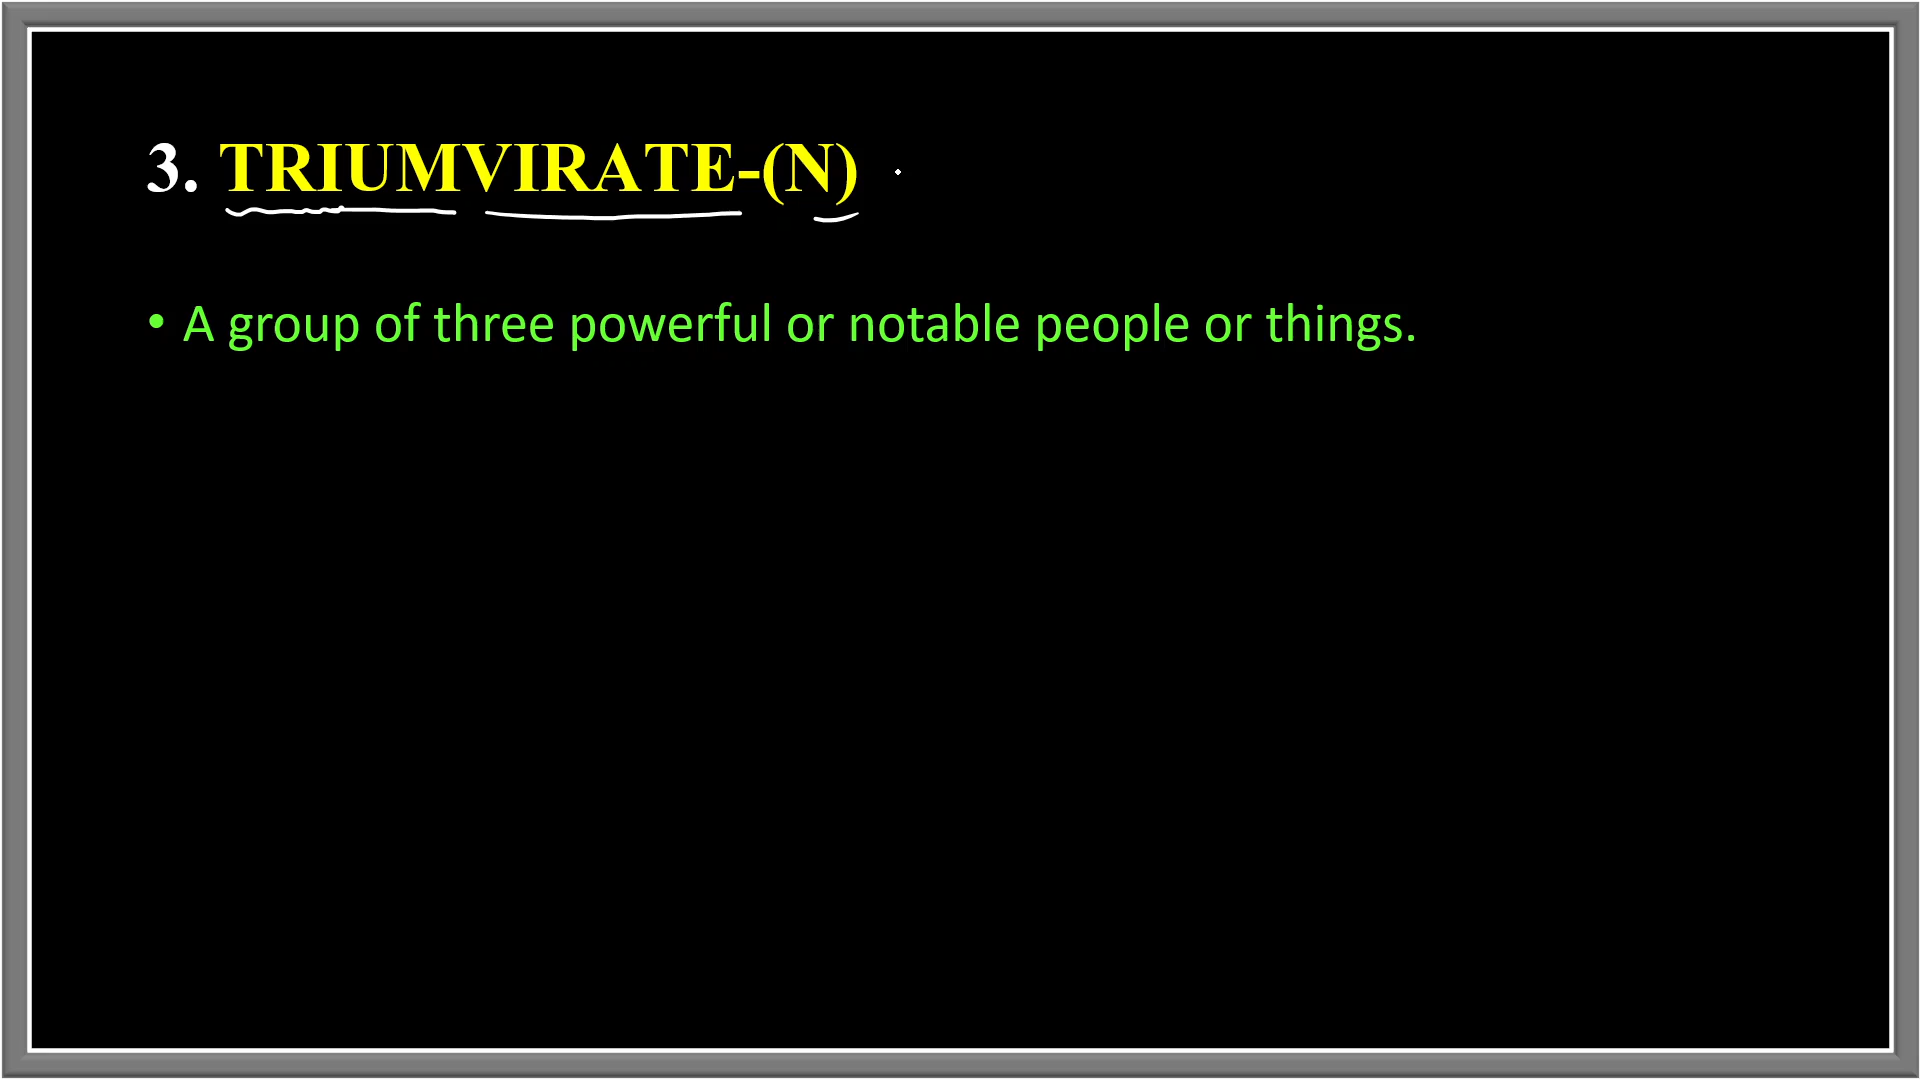 3. TRIUMVIRATE-(N)
• A group of three powerful or notable people or things.